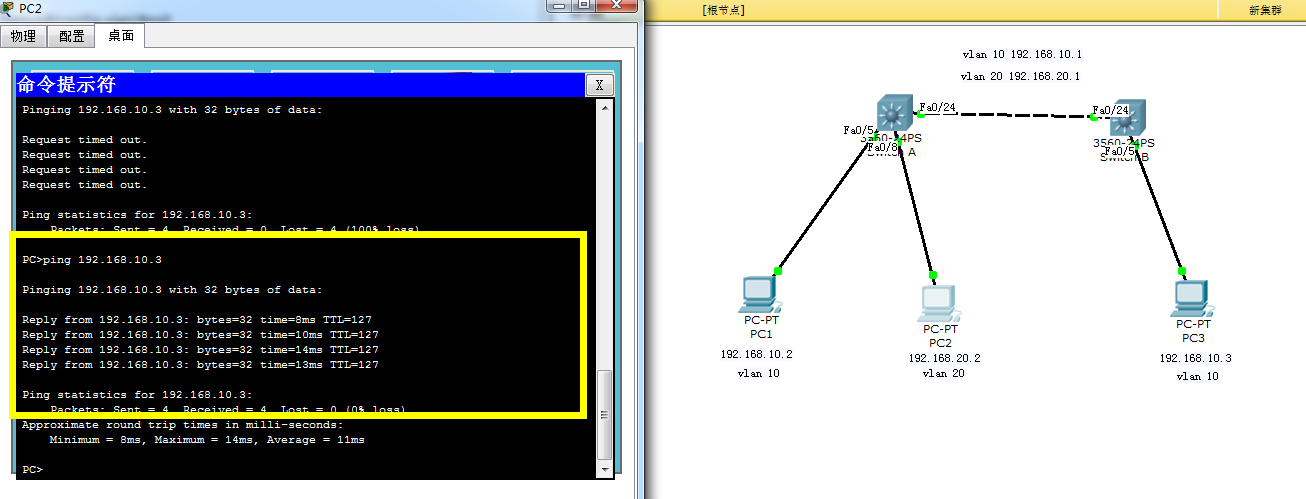 PC2
物理 配置 桌面
命令提示符
X
Pinging 192.168.10.3 with 32 bytes of data:
Request timed out.
Request timed out.
Request timed out.
Request timed out.
Ping statistics for 192.168.10.3:
Packets: Sent = 4, Received = 0, Lost = 4 (100% loss)
PC>ping 192.168.10.3
Pinging 192.168.10.3 with 32 bytes of data:
Reply from 192.168.10.3: bytes=32 time=8ms TTL=127
Reply from 192.168.10.3: bytes=32 time=10ms TTL=127
Reply from 192.168.10.3: bytes=32 time=14ms TTL=127
Reply from 192.168.10.3: bytes=32 time=13ms TTL=127
Ping statistics for 192.168.10.3:
Packets: Sent = 4, Received = 4, Lost = 0 (0% loss)
Approximate round trip times in milli-seconds:
Minimum = 8ms, Maximum = 14ms, Average = 11ms
PC>
[根节点]
新集群
vlan 10 192.168.10.1
vlan 20 192.168.20.1
Fa0/24
Fa0/24
Fa0/5
3560-24PS
Fa0/8
Switch A
3560-24PS
Fa0/5
Switch B
PC-PT
PC1
192.168.10.2
vlan 10
PC-PT
PC2
192.168.20.2
vlan 20
PC-PT
PC3
192.168.10.3
vlan 10